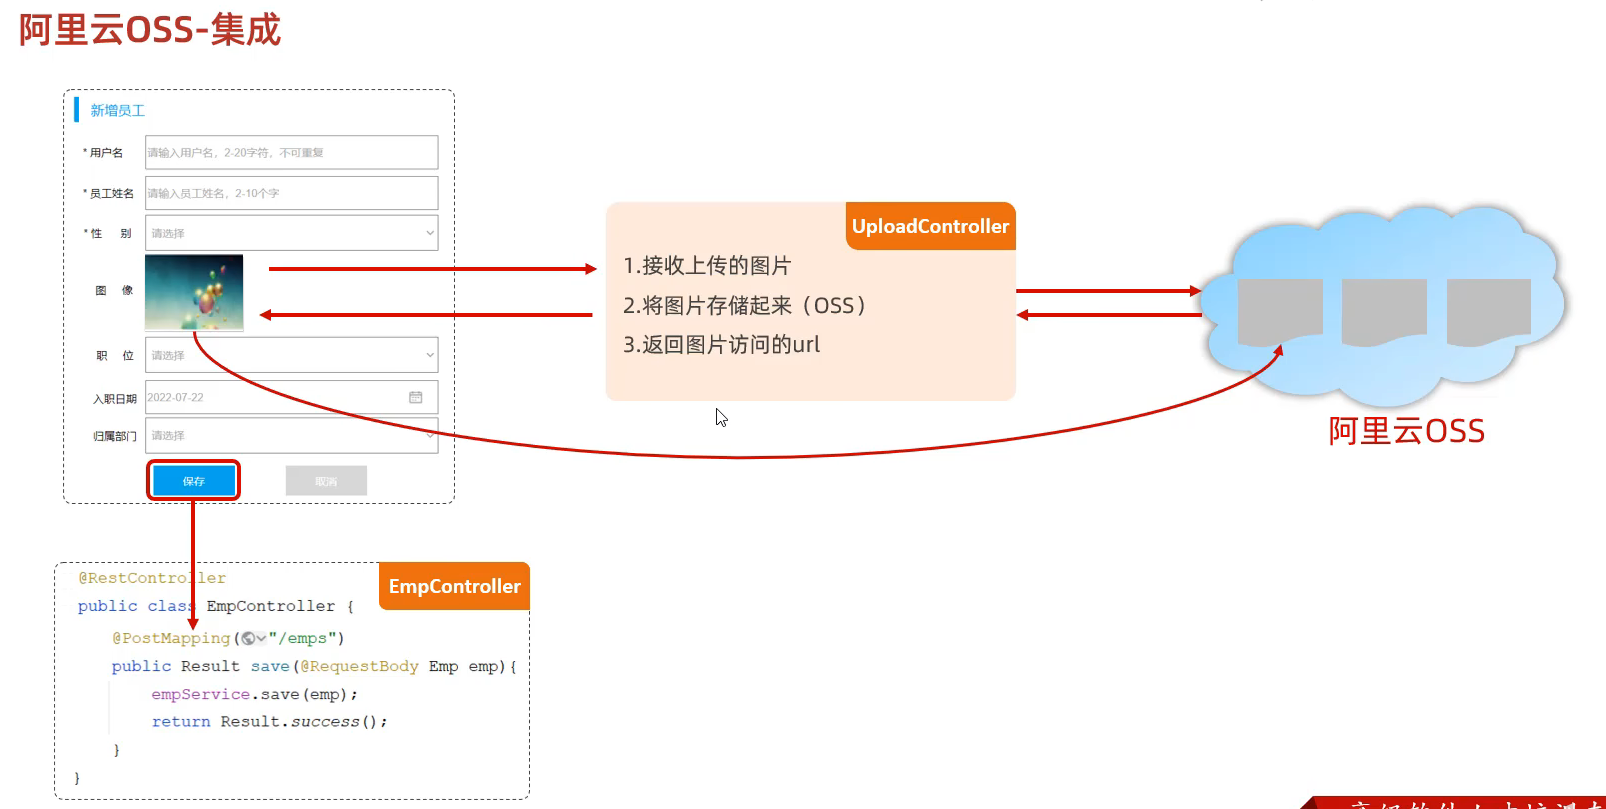 阿里云OSS-集成
新增员工
* 用户名 请输入用户名，2-20字符，不可重复
* 员工姓名 请输入员工姓名，2-10个字
* 性 别 请选择
图 像
职 位 请选择
入职日期 2022-07-22
归属部门 请选择
保存 取消
UploadController
1.接收上传的图片
2.将图片存储起来（OSS）
3.返回图片访问的url
阿里云OSS
EmpController
@RestController
public class EmpController {
@PostMapping("/emps")
public Result save(@RequestBody Emp emp){
empService.save(emp);
return Result.success();
}
}